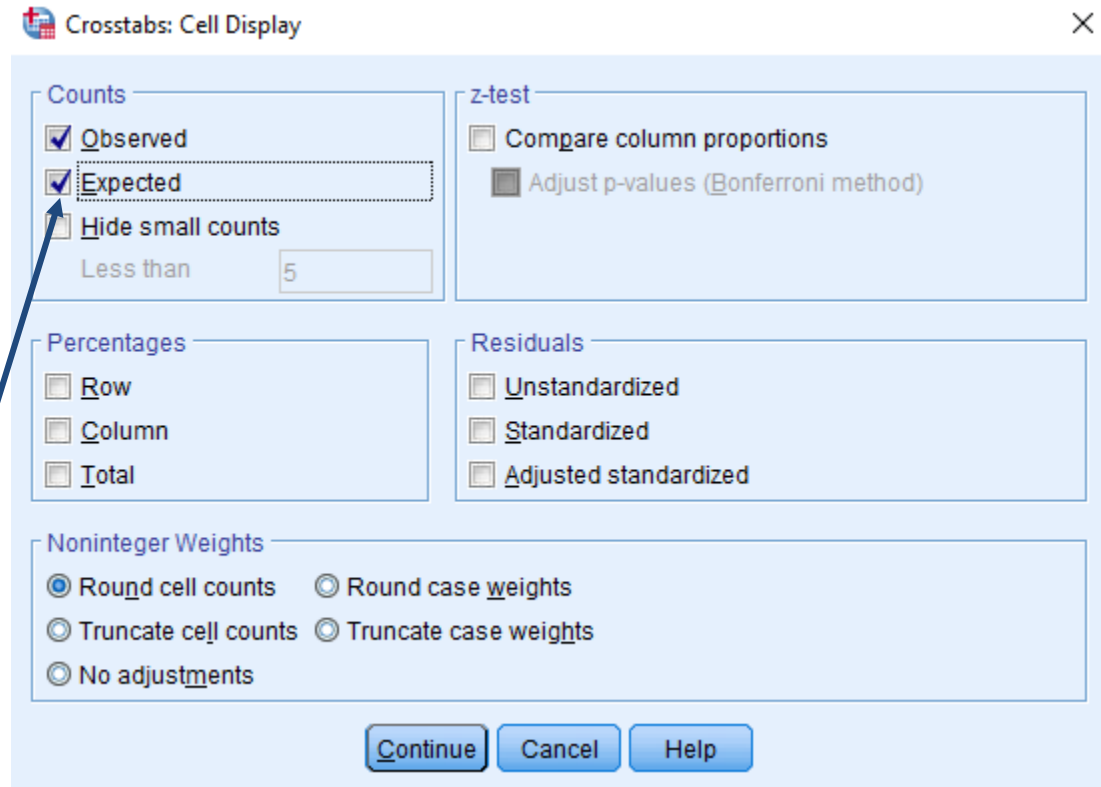 Crosstabs: Cell Display
Counts
Observed
Expected
Hide small counts
Less than 5
z-test
Compare column proportions
Adjust p-values (Bonferroni method)
Percentages
Row
Column
Total
Residuals
Unstandardized
Standardized
Adjusted standardized
Noninteger Weights
Round cell counts Round case weights
Truncate cell counts Truncate case weights
No adjustments
Continue Cancel Help